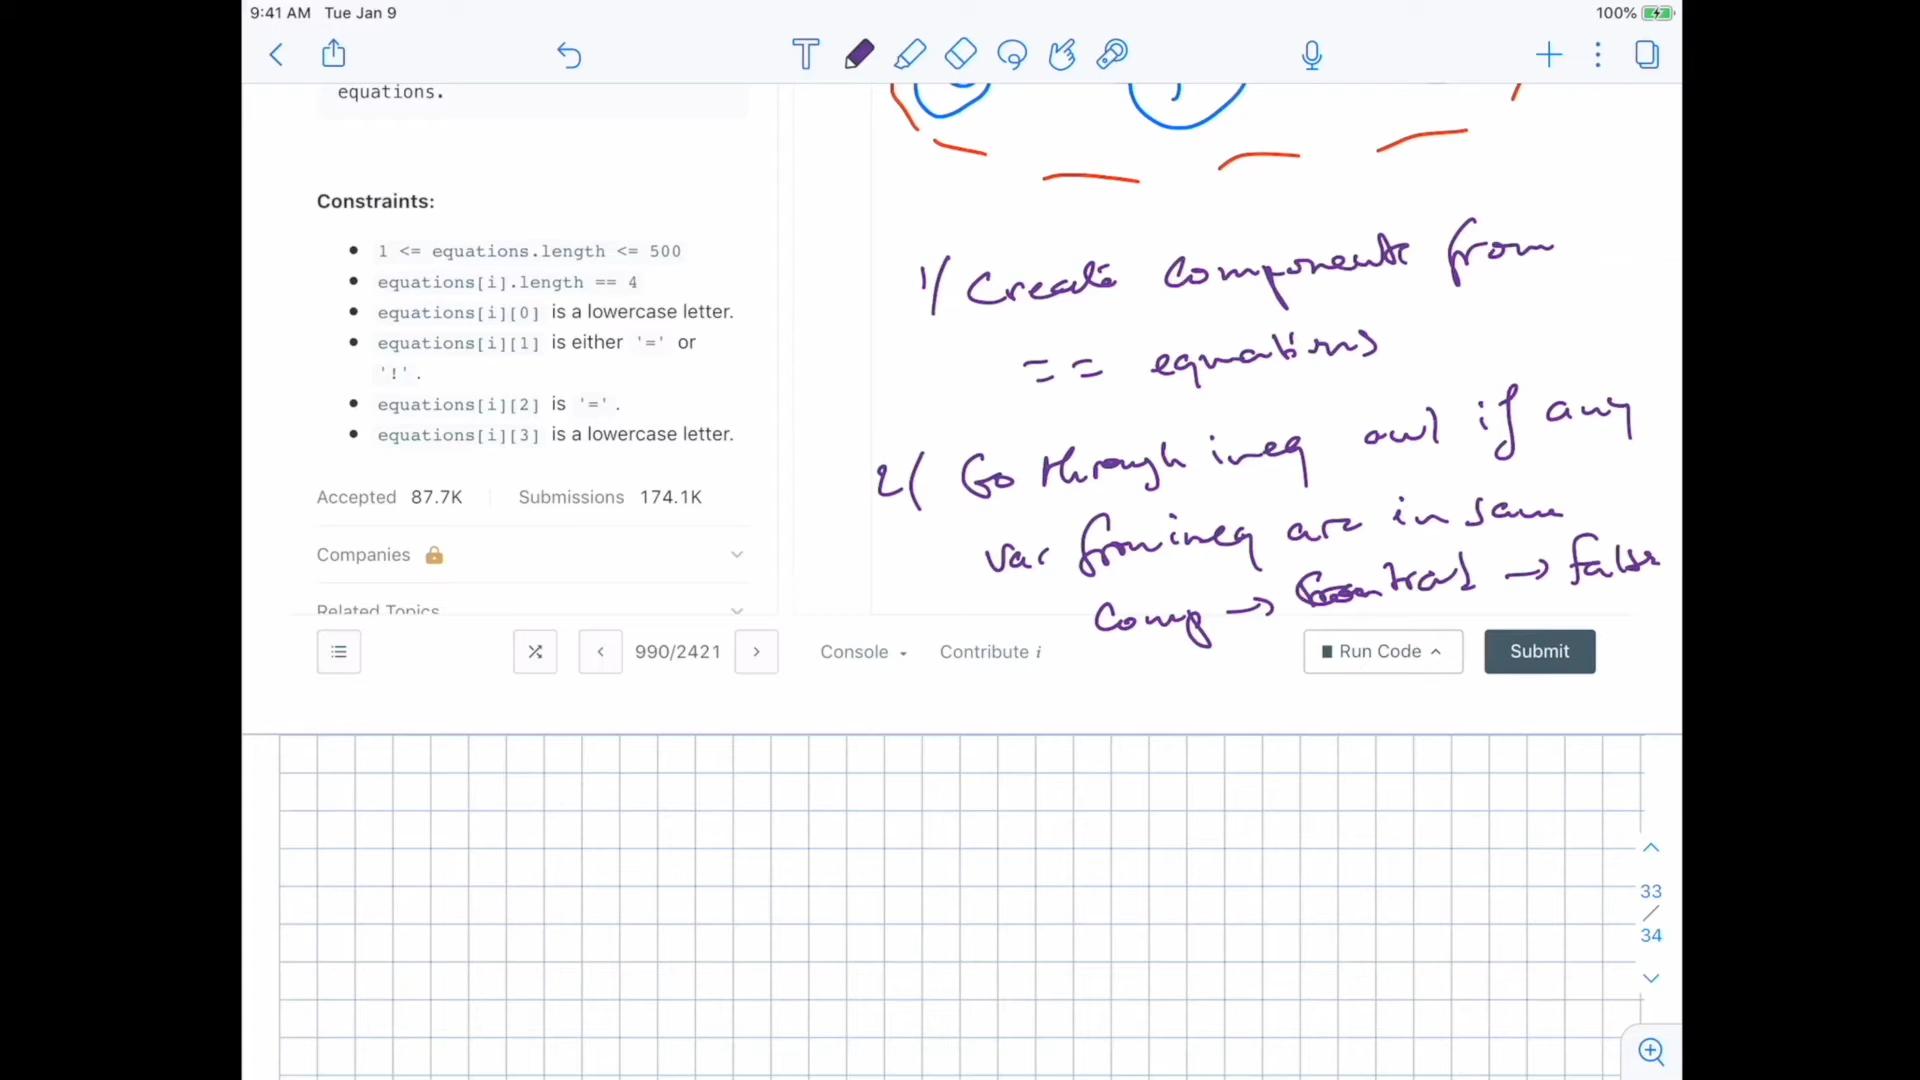 9:41 AM Tue Jan 9
100%
equations.
Constraints:
1 <= equations.length <= 500
equations[i].length == 4
equations[i][0] is a lowercase letter.
equations[i][1] is either '=' or
'!'.
equations[i][2] is '='.
equations[i][3] is a lowercase letter.
Accepted 87.7K Submissions 174.1K
Companies
Related Topics
990/2421
Console
Contribute i
Run Code
Submit
1/ Create components from
== equations
2/ Go through ineq and if any
var from ineq are in same
comp → contrad → false
33
/
34